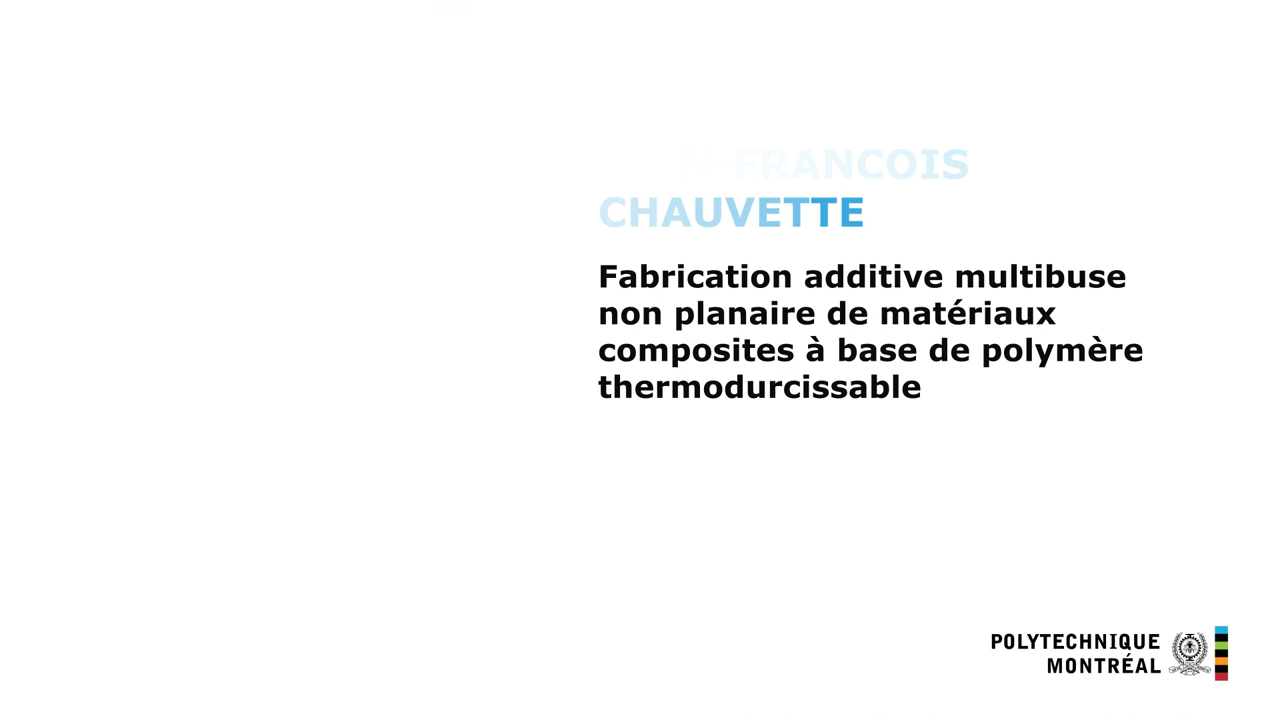 N-FRANCOIS
CHAUVETTE
Fabrication additive multibuse
non planaire de matériaux
composites à base de polymère
thermodurcissable
POLYTECHNIQUE
MONTRÉAL